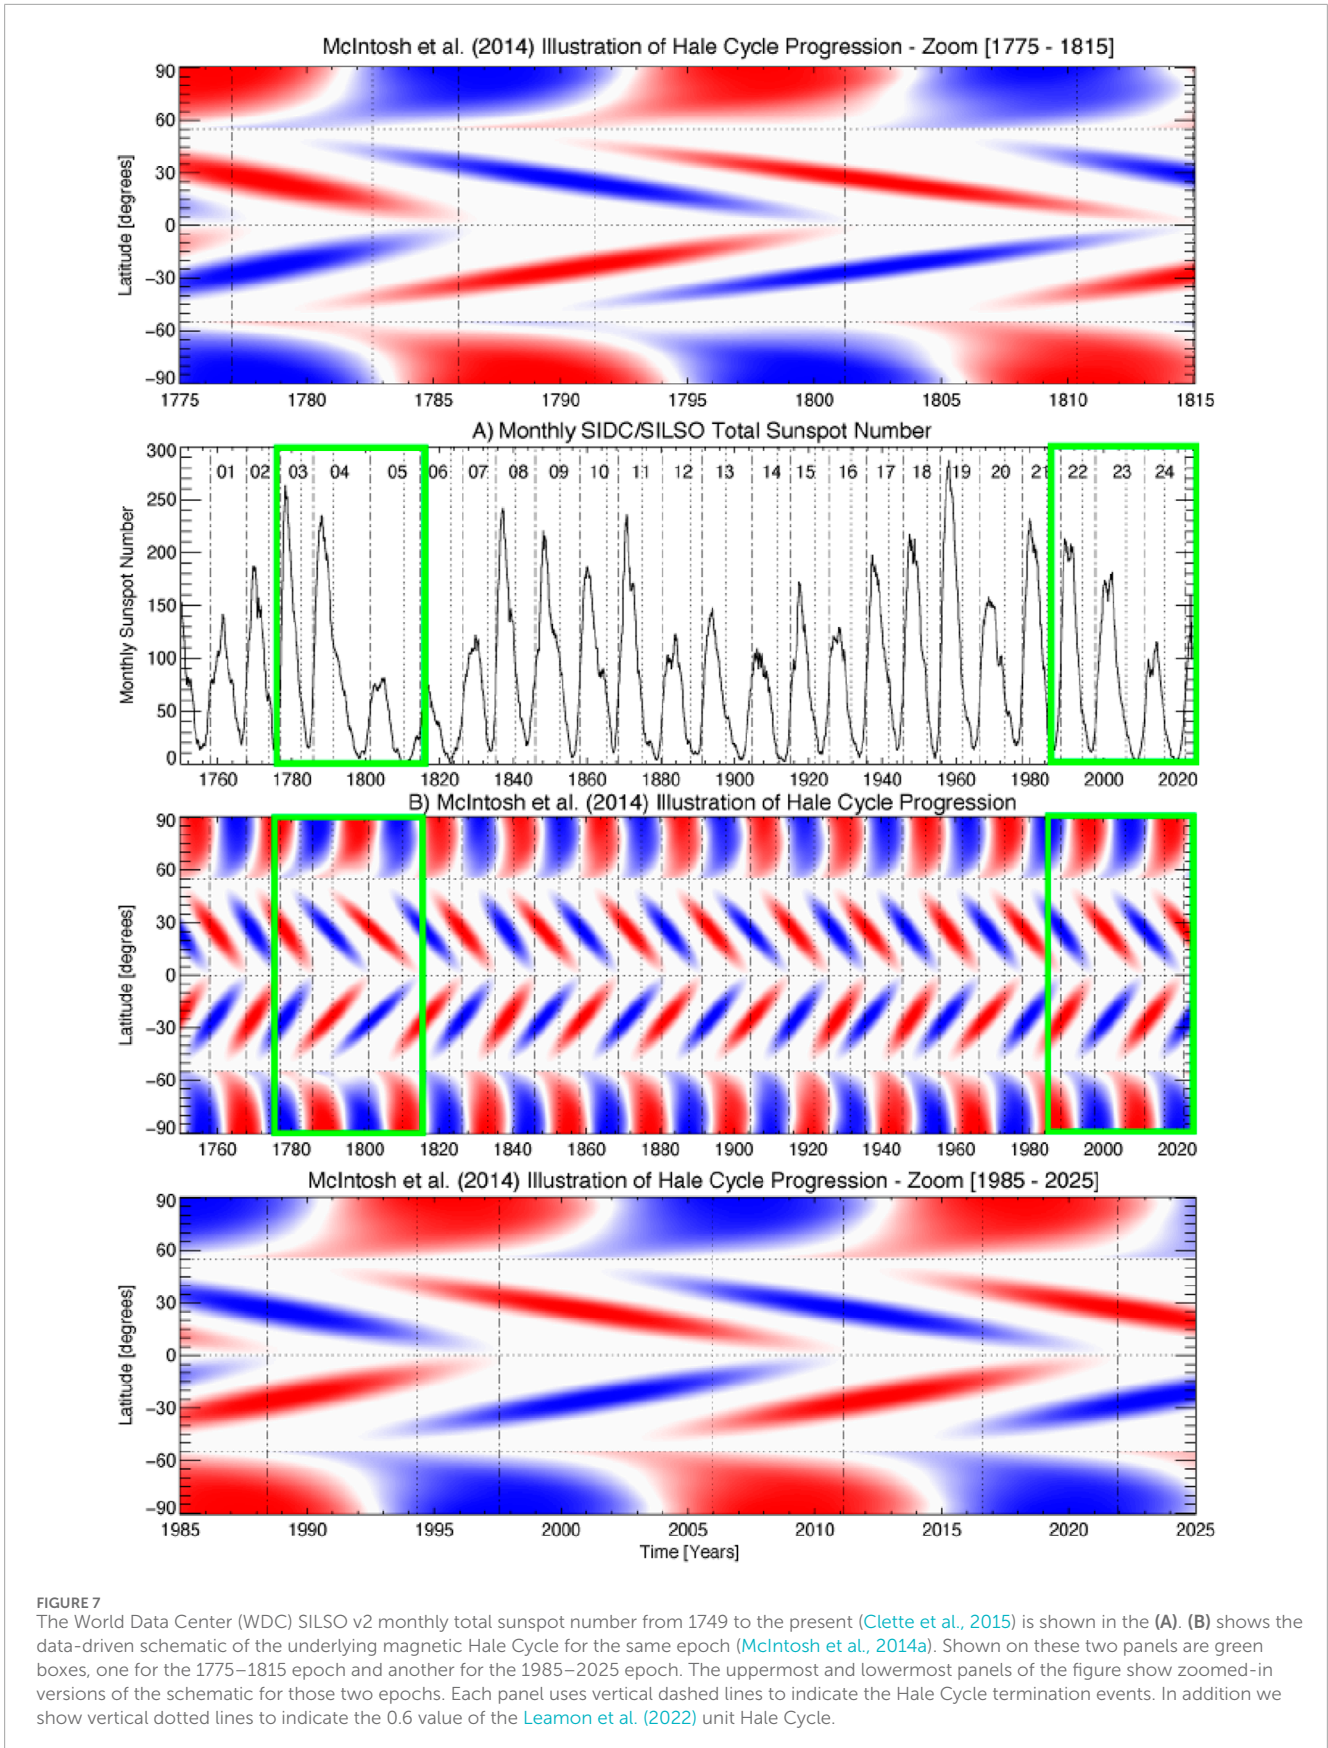 McIntosh et al. (2014) Illustration of Hale Cycle Progression - Zoom [1775 - 1815]
90
60
30
0
−30
−60
−90
Latitude [degrees]
1775 1780 1785 1790 1795 1800 1805 1810 1815
A) Monthly SIDC/SILSO Total Sunspot Number
300
250
200
150
100
50
0
Monthly Sunspot Number
01 02 03 04 05 06 07 08 09 10 11 12 13 14 15 16 17 18 19 20 21 22 23 24
1760 1780 1800 1820 1840 1860 1880 1900 1920 1940 1960 1980 2000 2020
B) McIntosh et al. (2014) Illustration of Hale Cycle Progression
90
60
30
0
−30
−60
−90
Latitude [degrees]
1760 1780 1800 1820 1840 1860 1880 1900 1920 1940 1960 1980 2000 2020
McIntosh et al. (2014) Illustration of Hale Cycle Progression - Zoom [1985 - 2025]
90
60
30
0
−30
−60
−90
Latitude [degrees]
1985 1990 1995 2000 2005 2010 2015 2020 2025
Time [Years]
FIGURE 7
The World Data Center (WDC) SILSO v2 monthly total sunspot number from 1749 to the present (Clette et al., 2015) is shown in the (A). (B) shows the
data-driven schematic of the underlying magnetic Hale Cycle for the same epoch (McIntosh et al., 2014a). Shown on these two panels are green
boxes, one for the 1775–1815 epoch and another for the 1985–2025 epoch. The uppermost and lowermost panels of the figure show zoomed-in
versions of the schematic for those two epochs. Each panel uses vertical dashed lines to indicate the Hale Cycle termination events. In addition we
show vertical dotted lines to indicate the 0.6 value of the Leamon et al. (2022) unit Hale Cycle.